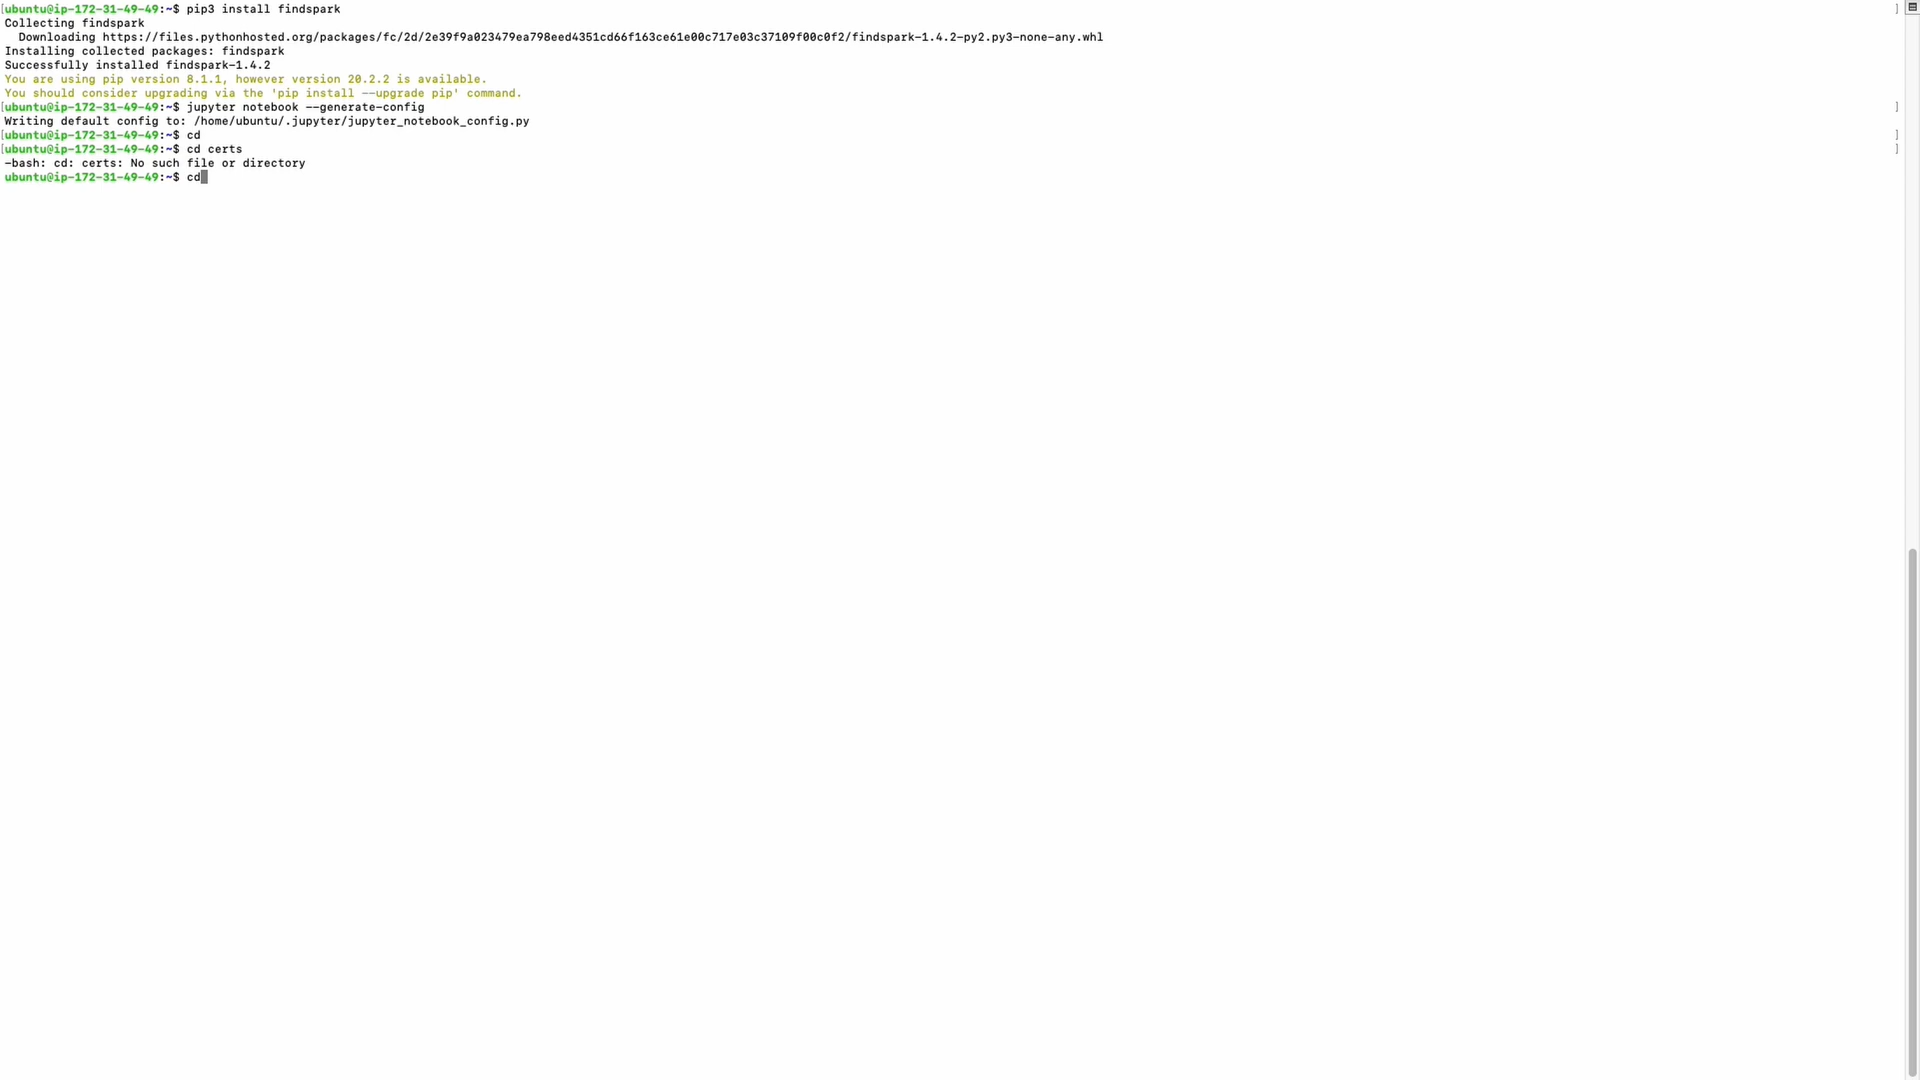 [ubuntu@ip-172-31-49-49:~$ pip3 install findspark ]
Collecting findspark
  Downloading https://files.pythonhosted.org/packages/fc/2d/2e39f9a023479ea798eed4351cd66f163ce61e00c717e03c37109f00c0f2/findspark-1.4.2-py2.py3-none-any.whl
Installing collected packages: findspark
Successfully installed findspark-1.4.2
You are using pip version 8.1.1, however version 20.2.2 is available.
You should consider upgrading via the 'pip install --upgrade pip' command.
[ubuntu@ip-172-31-49-49:~$ jupyter notebook --generate-config ]
Writing default config to: /home/ubuntu/.jupyter/jupyter_notebook_config.py
[ubuntu@ip-172-31-49-49:~$ cd ]
[ubuntu@ip-172-31-49-49:~$ cd certs ]
-bash: cd: certs: No such file or directory
ubuntu@ip-172-31-49-49:~$ cd